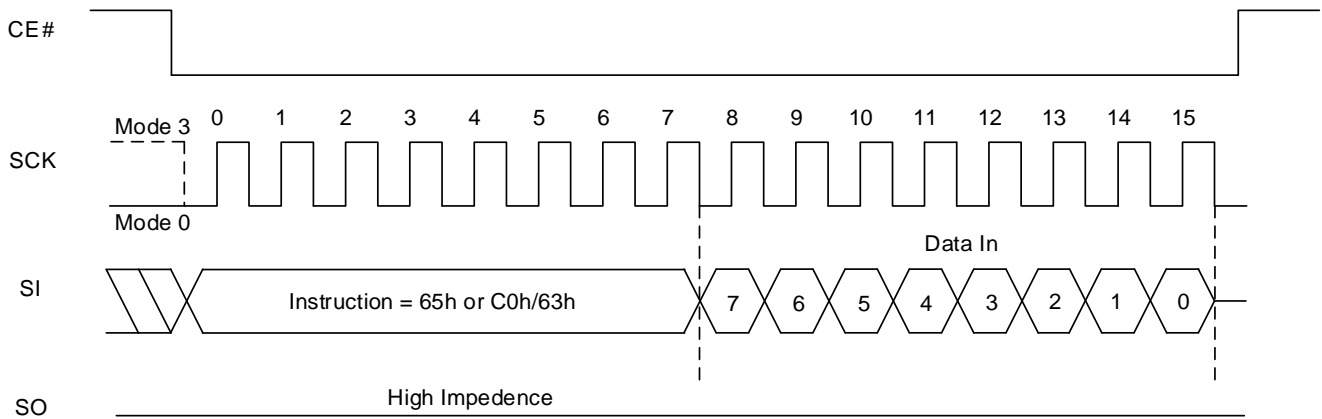 CE#
Mode 3 0 1 2 3 4 5 6 7 8 9 10 11 12 13 14 15
SCK
Mode 0
Data In
SI Instruction = 65h or C0h/63h 7 6 5 4 3 2 1 0
High Impedence
SO